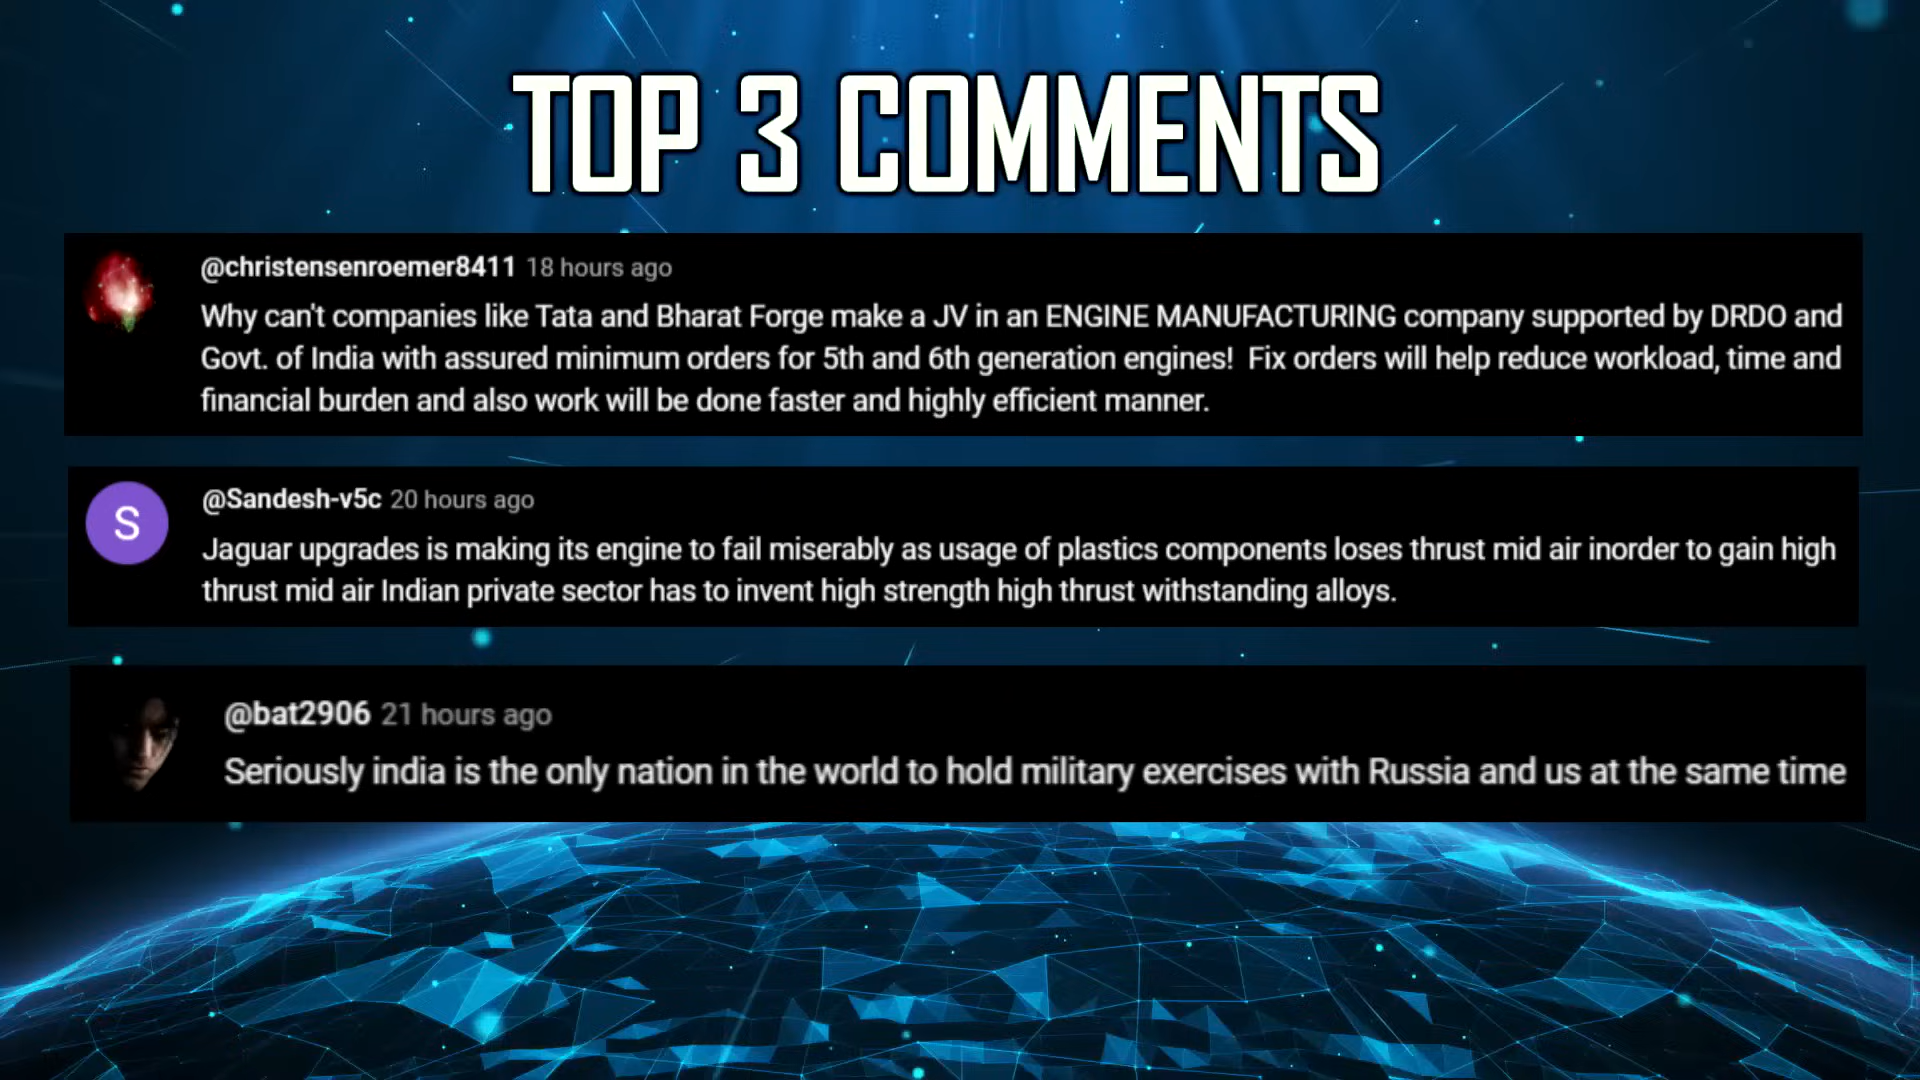 TOP 3 COMMENTS
@christensenroemer8411 18 hours ago
Why can't companies like Tata and Bharat Forge make a JV in an ENGINE MANUFACTURING company supported by DRDO and
Govt. of India with assured minimum orders for 5th and 6th generation engines!  Fix orders will help reduce workload, time and
financial burden and also work will be done faster and highly efficient manner.
S
@Sandesh-v5c 20 hours ago
Jaguar upgrades is making its engine to fail miserably as usage of plastics components loses thrust mid air inorder to gain high
thrust mid air Indian private sector has to invent high strength high thrust withstanding alloys.
@bat2906 21 hours ago
Seriously india is the only nation in the world to hold military exercises with Russia and us at the same time